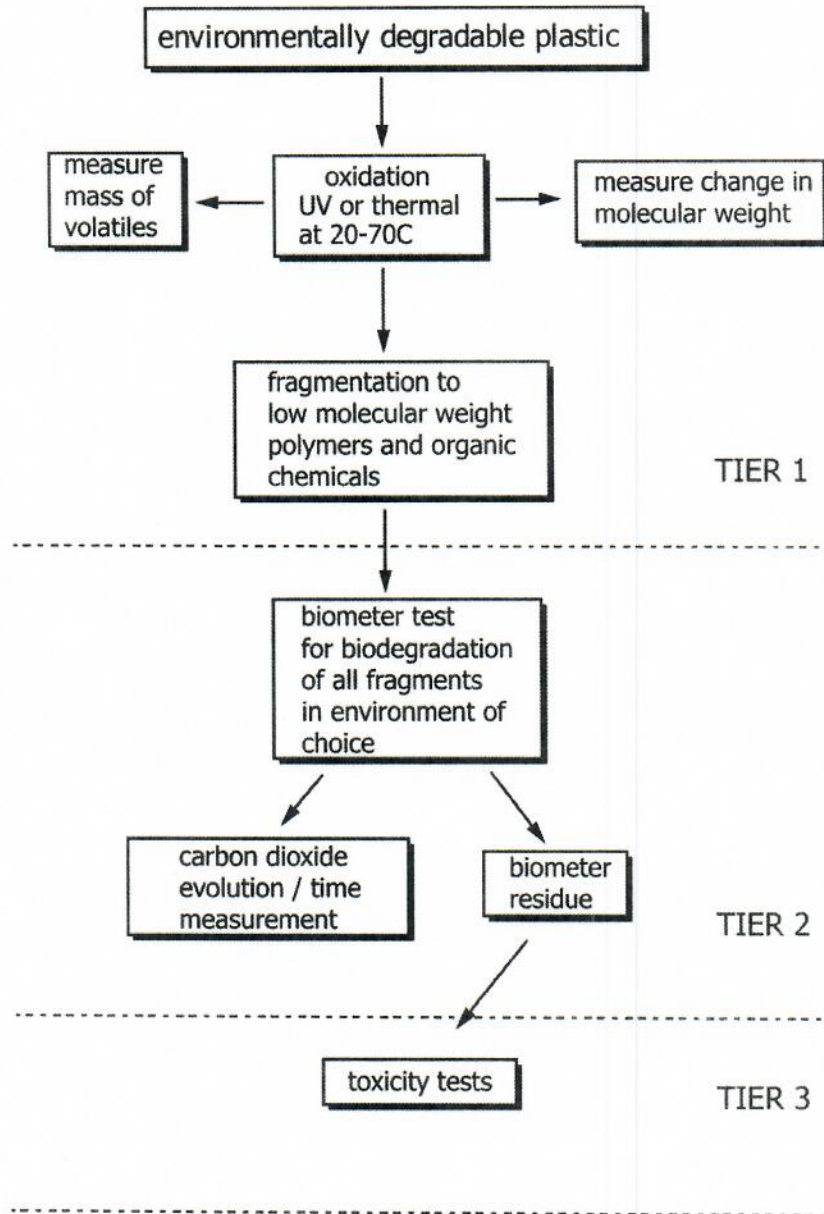 environmentally degradable plastic
measure
mass of
volatiles
oxidation
UV or thermal
at 20-70C
measure change in
molecular weight
fragmentation to
low molecular weight
polymers and organic
chemicals
TIER 1
biometer test
for biodegradation
of all fragments
in environment of
choice
carbon dioxide
evolution / time
measurement
biometer
residue
TIER 2
toxicity tests
TIER 3